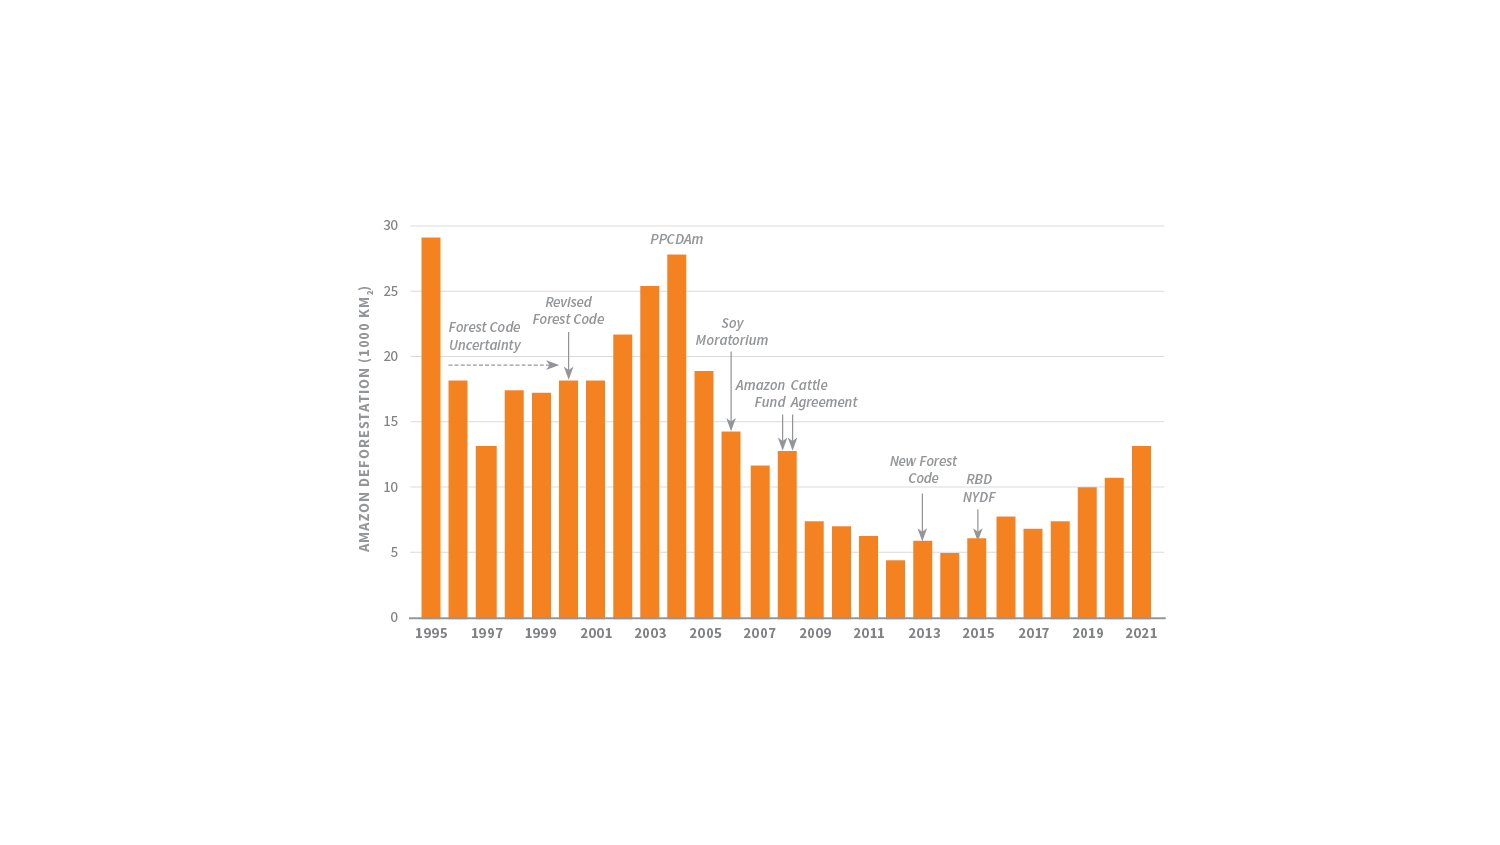 AMAZON DEFORESTATION (1000 KM₂)
30
25
20
15
10
5
0
PPCDAm
Revised
Forest Code
Forest Code
Uncertainty
Soy
Moratorium
Amazon
Fund
Cattle
Agreement
New Forest
Code
RBD
NYDF
1995 1997 1999 2001 2003 2005 2007 2009 2011 2013 2015 2017 2019 2021